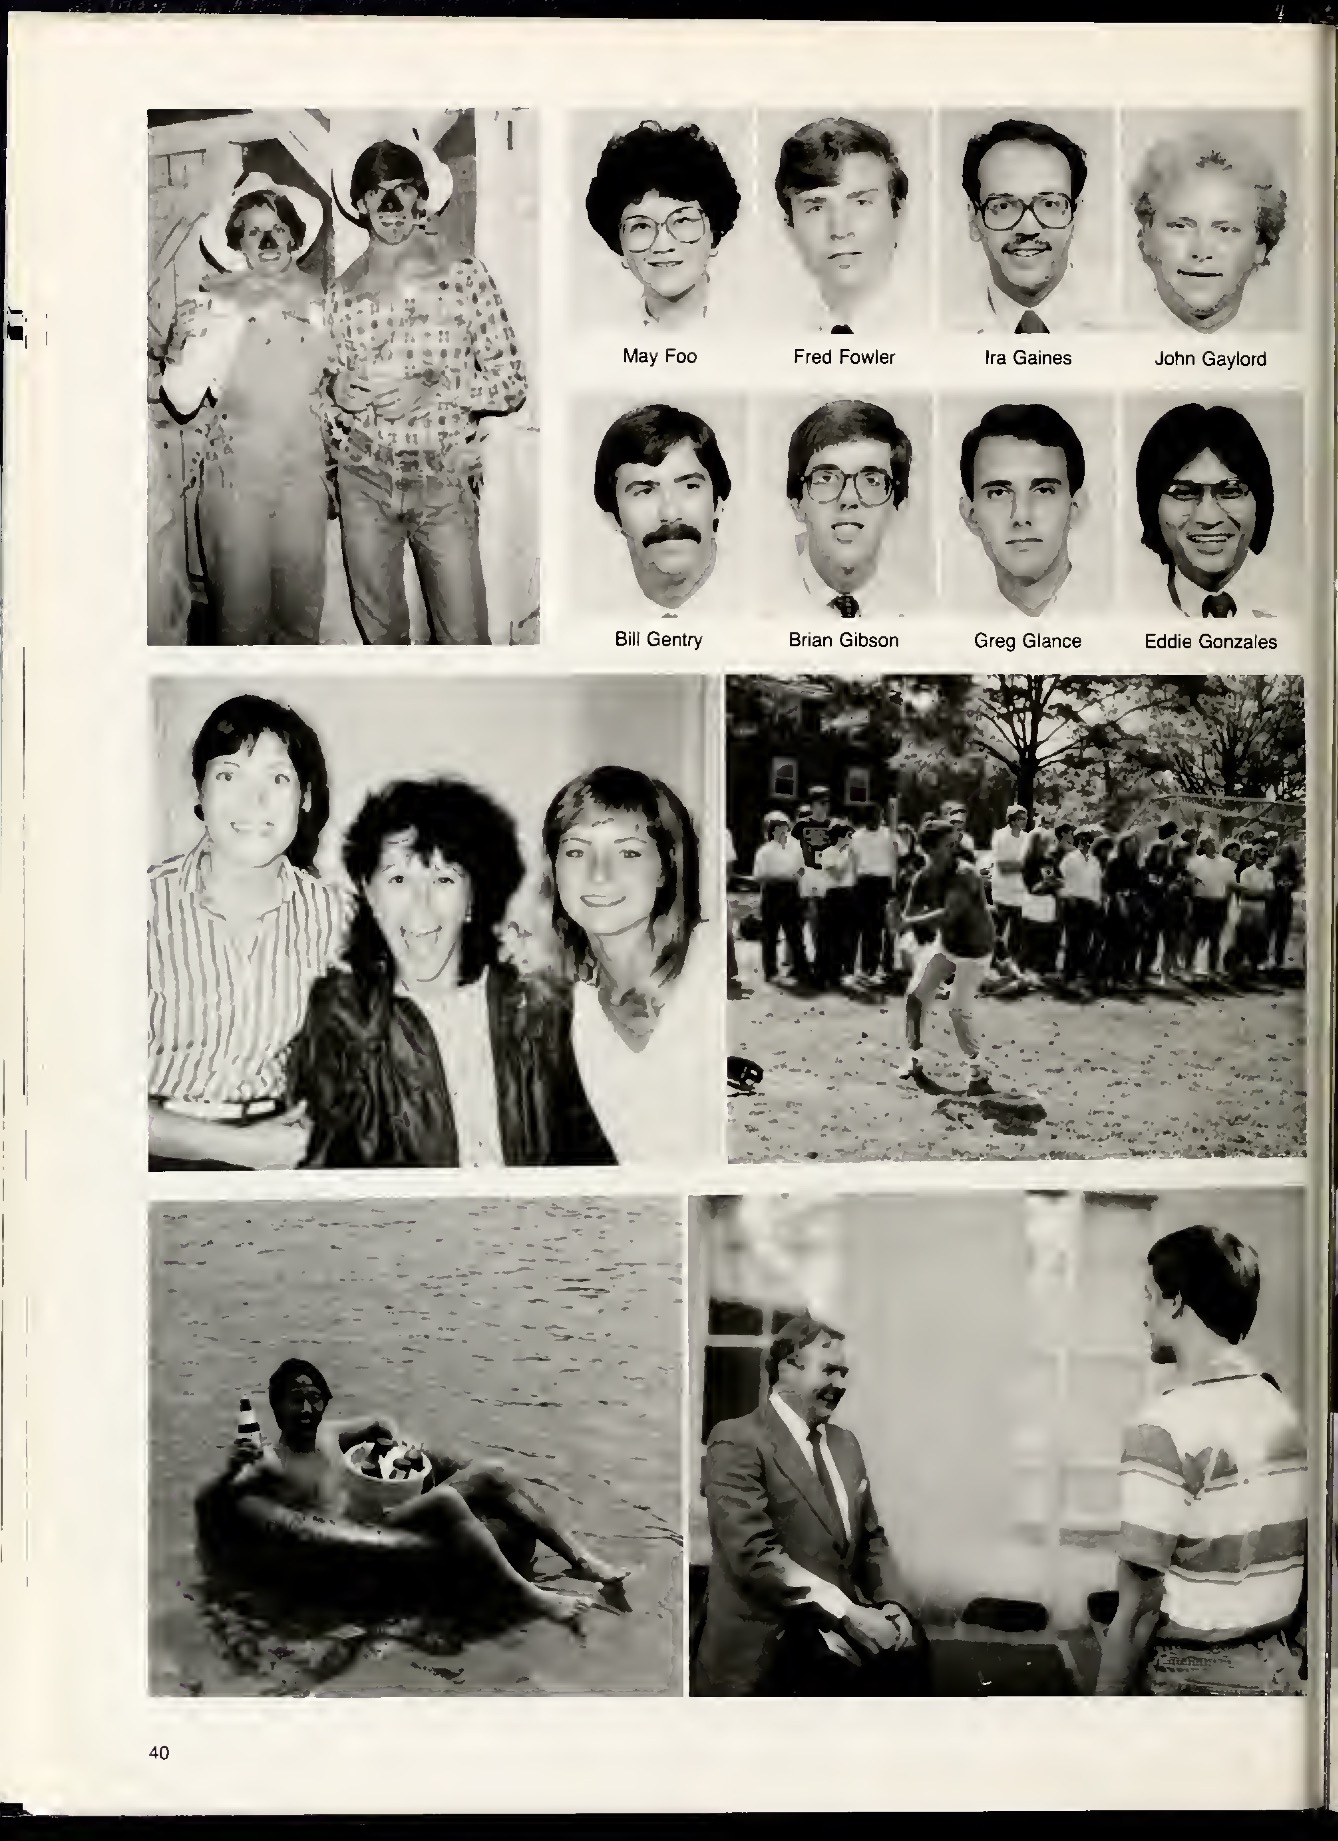 May Foo
Fred Fowler
Ira Gaines
John Gaylord
Bill Gentry
Brian Gibson
Greg Glance
Eddie Gonzales
40